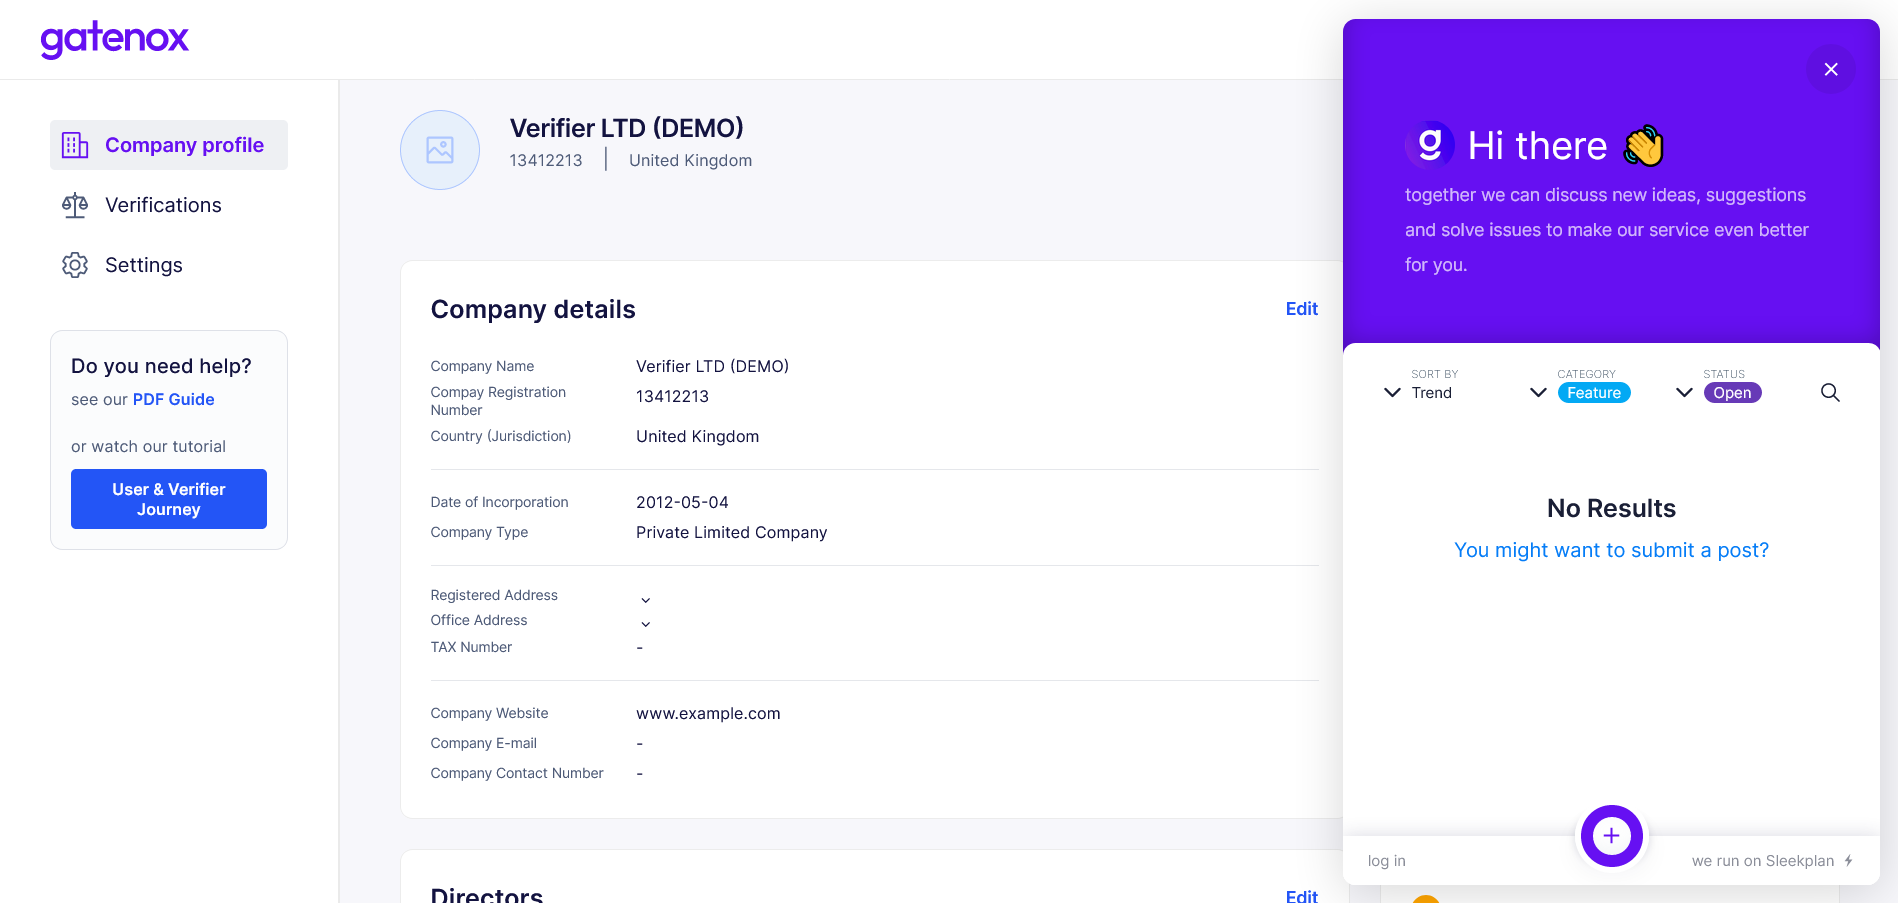 gatenox
Company profile
Verifications
Settings
Do you need help?
see our PDF Guide
or watch our tutorial
User & Verifier
Journey
Verifier LTD (DEMO)
13412213 | United Kingdom
Company details
Edit
Company Name Verifier LTD (DEMO)
Compay Registration
Number
13412213
Country (Jurisdiction) United Kingdom
Date of Incorporation 2012-05-04
Company Type Private Limited Company
Registered Address
Office Address
TAX Number -
Company Website www.example.com
Company E-mail -
Company Contact Number -
Directors
Edit
g Hi there
together we can discuss new ideas, suggestions
and solve issues to make our service even better
for you.
SORT BY
Trend
CATEGORY
Feature
STATUS
Open
No Results
You might want to submit a post?
log in
we run on Sleekplan